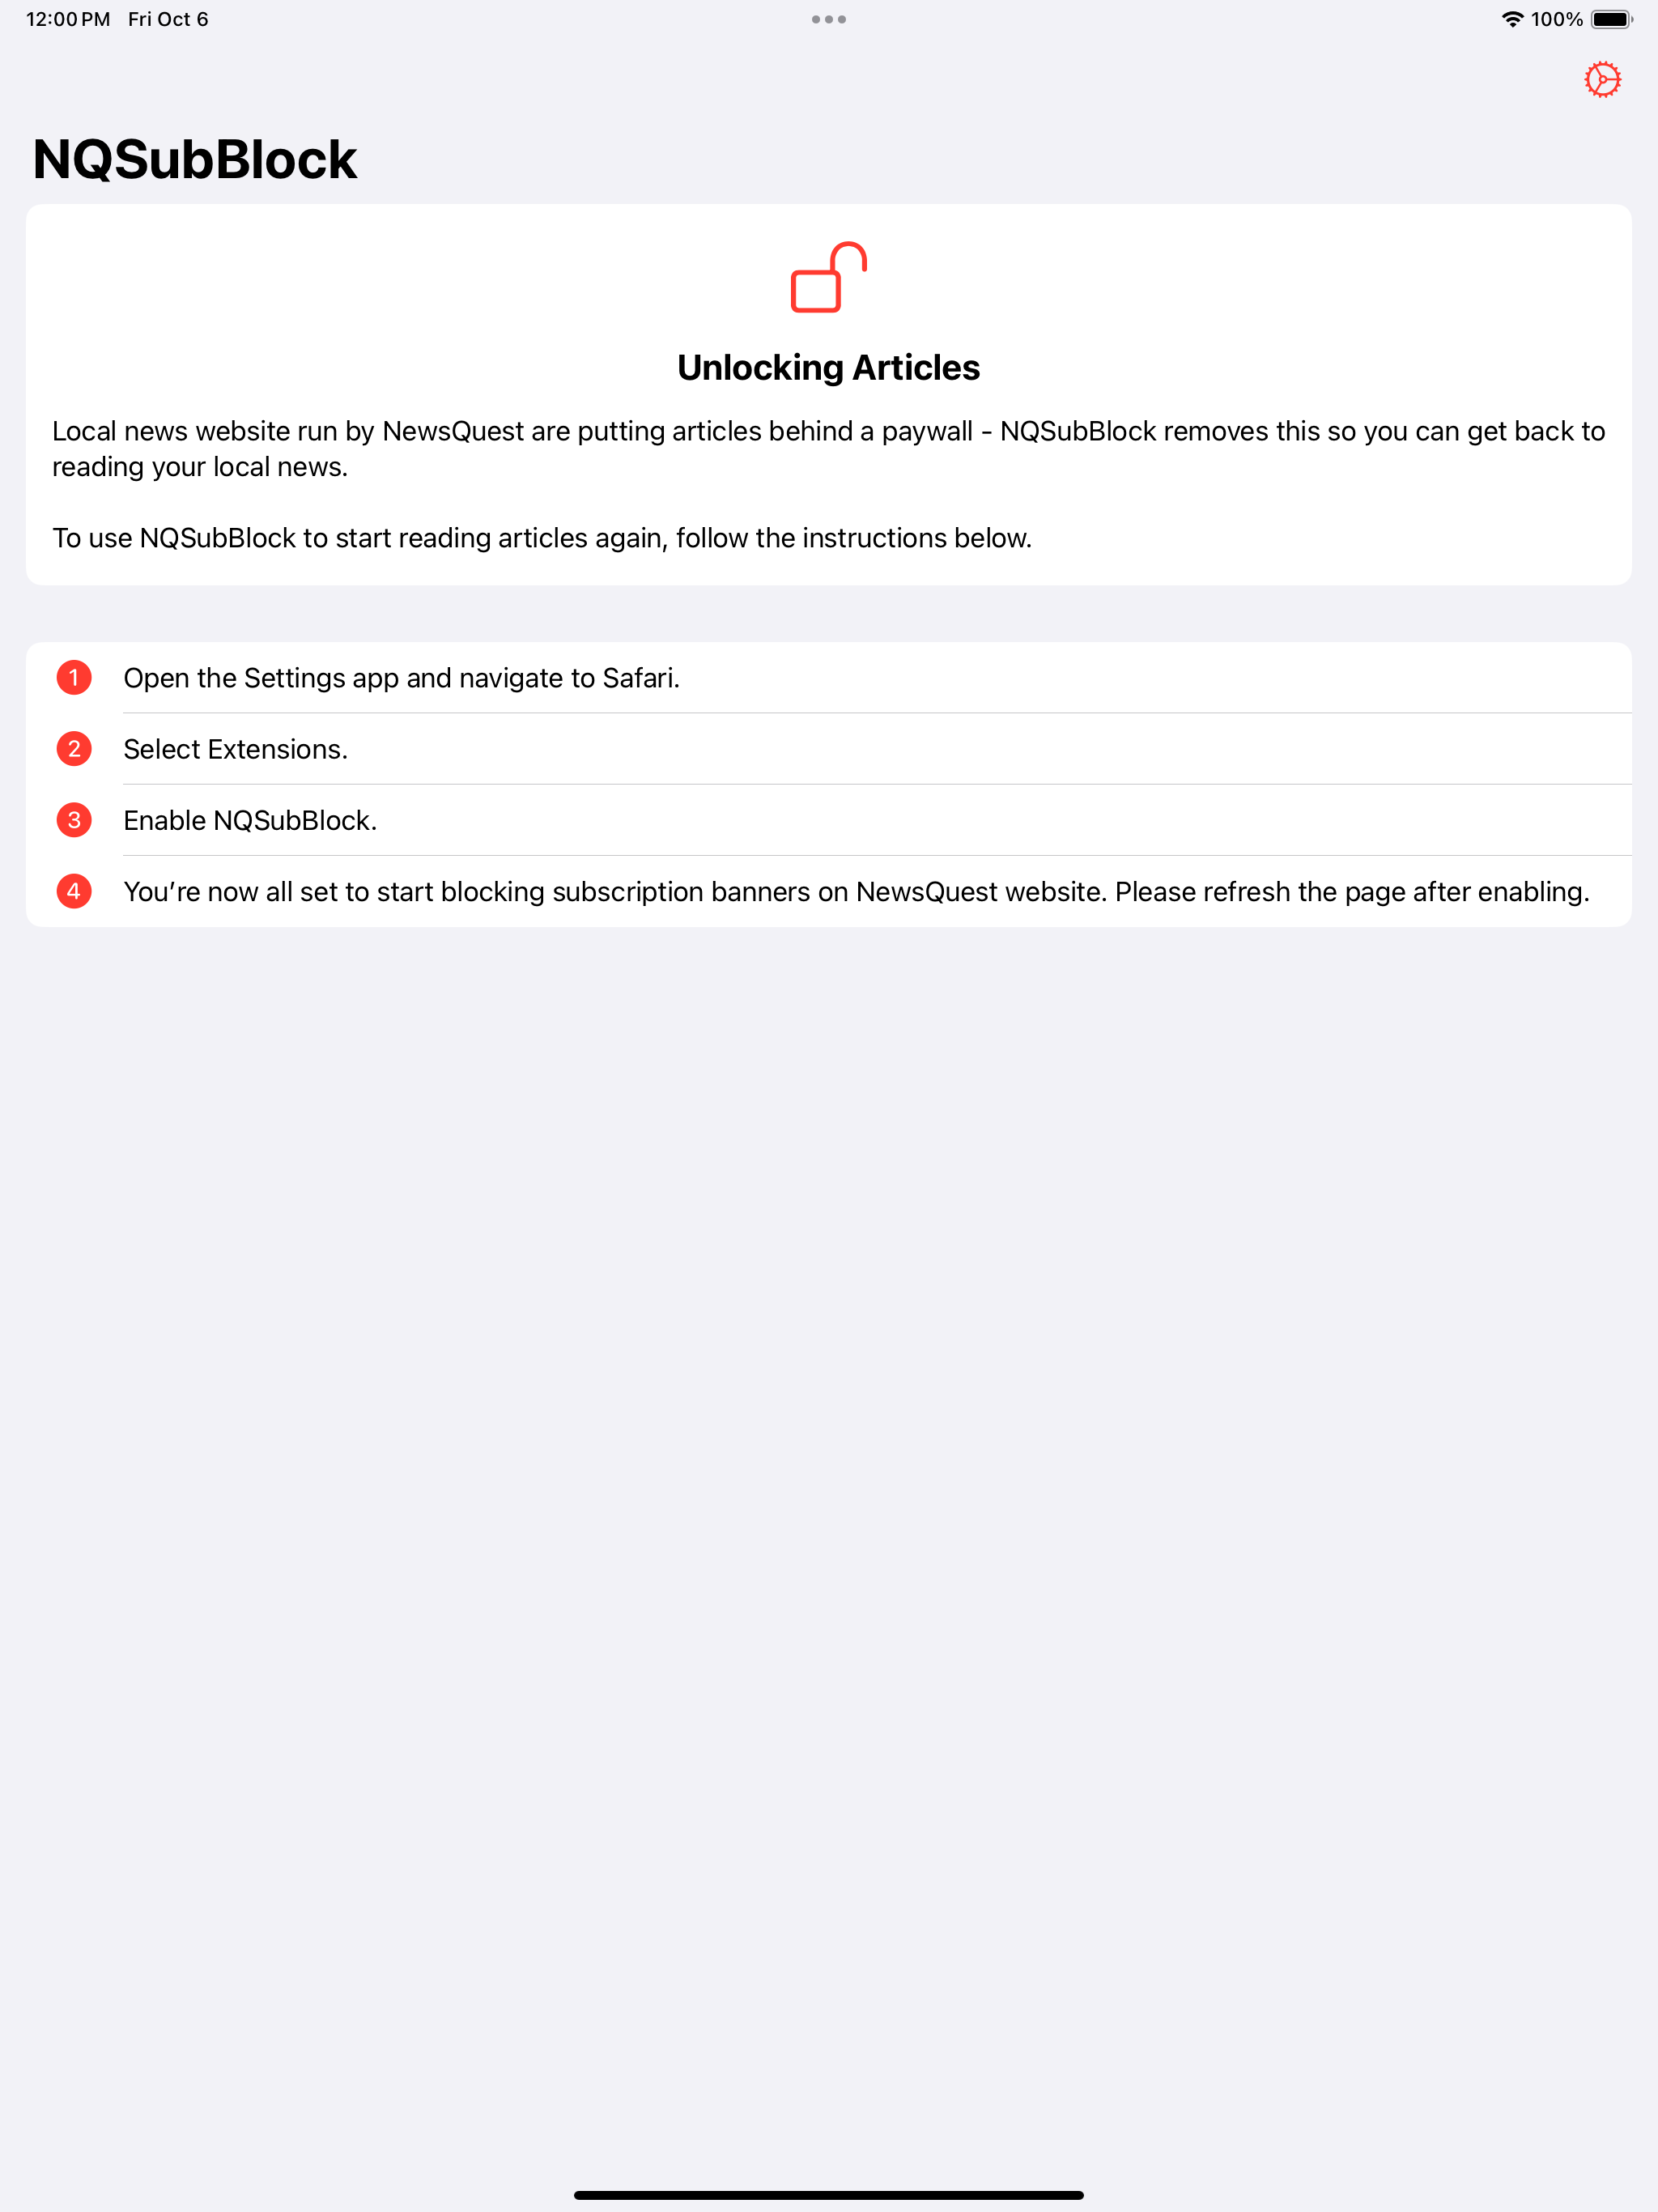 12:00 PM Fri Oct 6
100%
NQSubBlock
Unlocking Articles
Local news website run by NewsQuest are putting articles behind a paywall - NQSubBlock removes this so you can get back to
reading your local news.
To use NQSubBlock to start reading articles again, follow the instructions below.
1 Open the Settings app and navigate to Safari.
2 Select Extensions.
3 Enable NQSubBlock.
4 You’re now all set to start blocking subscription banners on NewsQuest website. Please refresh the page after enabling.